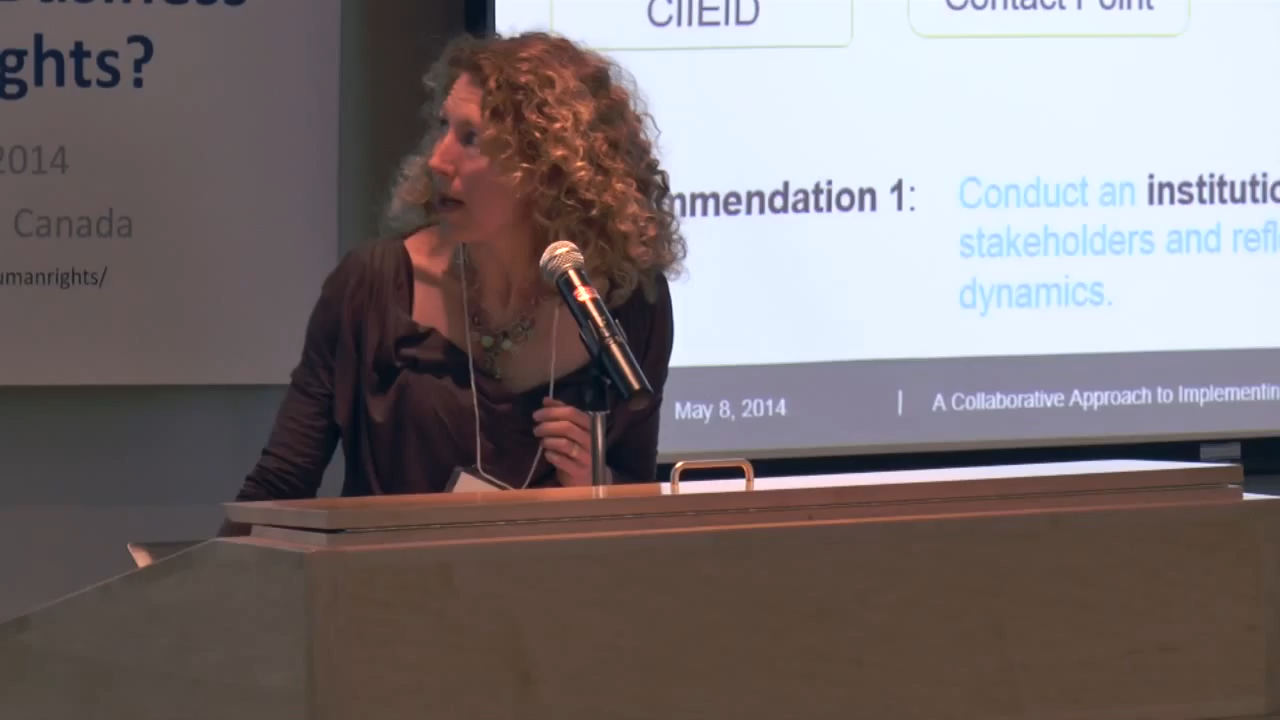 Business
ghts?
2014
Canada
umanrights/
CIIEID
Contact Point
mmendation 1:
Conduct an institutio
stakeholders and refl
dynamics.
May 8, 2014 | A Collaborative Approach to Implementin